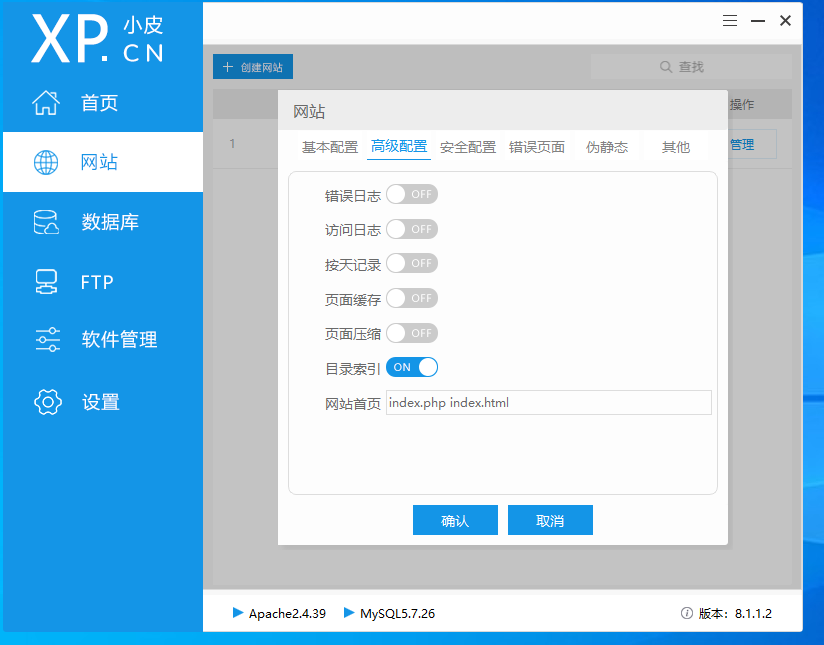 XP. 小皮
CN
首页
网站
数据库
FTP
软件管理
设置
+ 创建网站
查找
操作
1
管理
网站
基本配置 高级配置 安全配置 错误页面 伪静态 其他
错误日志 OFF
访问日志 OFF
按天记录 OFF
页面缓存 OFF
页面压缩 OFF
目录索引 ON
网站首页 index.php index.html
确认 取消
Apache2.4.39 MySQL5.7.26 版本: 8.1.1.2